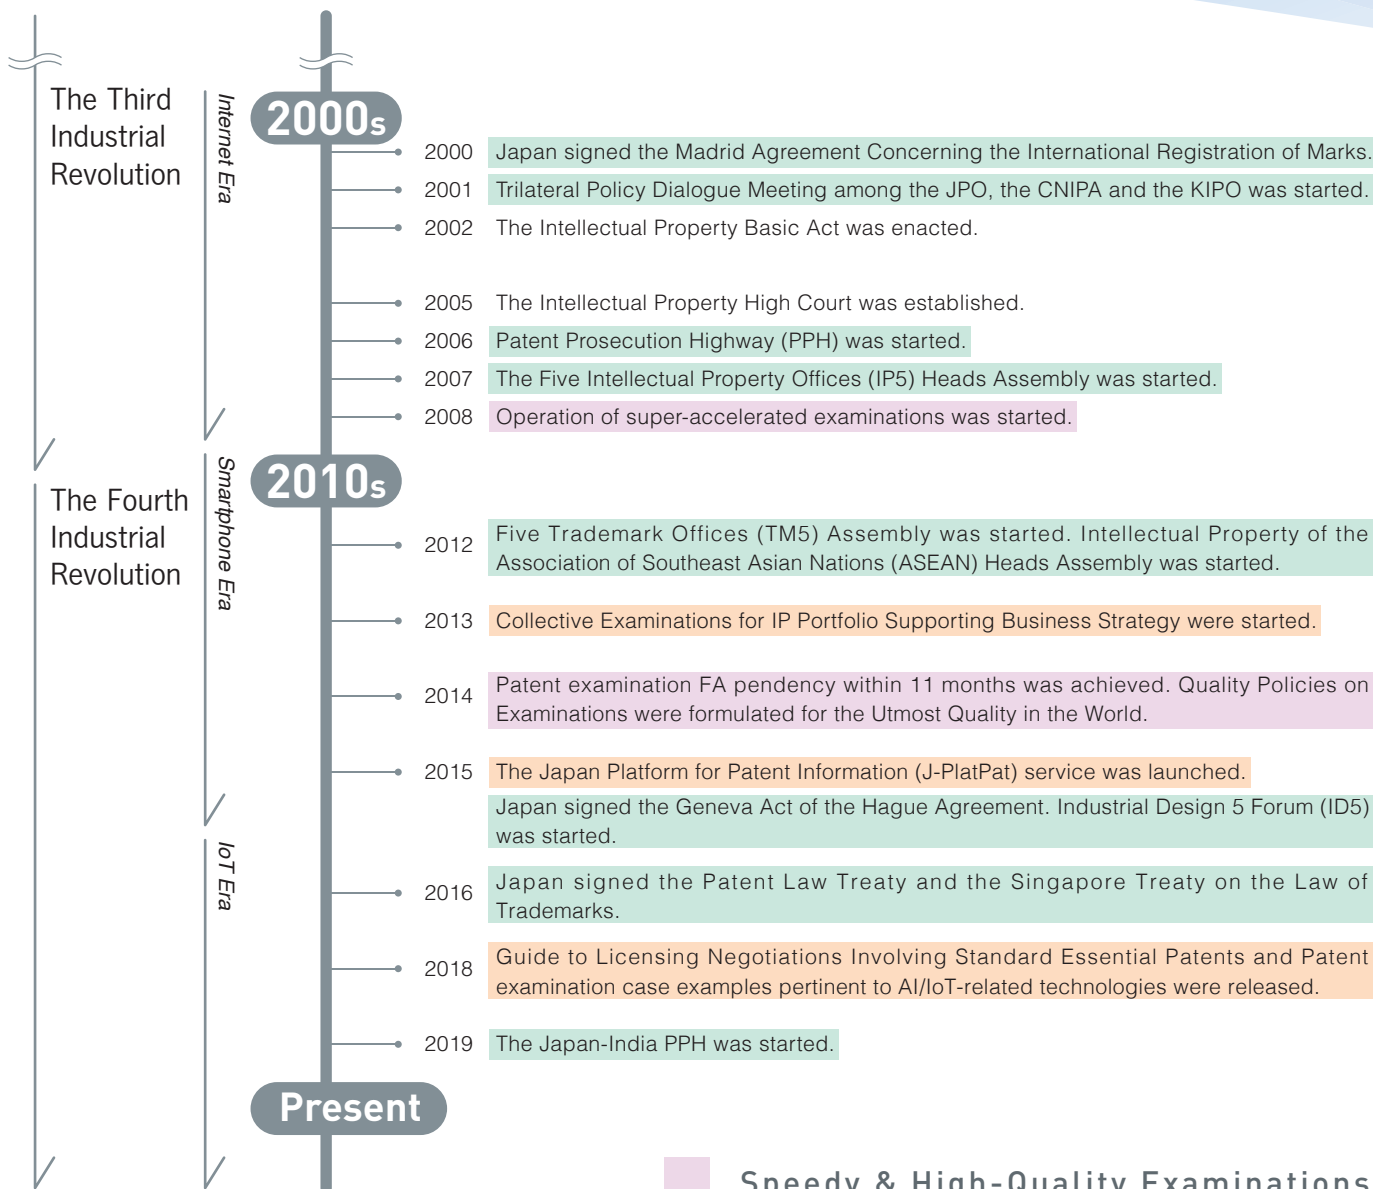 The Third
Industrial
Revolution
Internet Era
2000s
2000 Japan signed the Madrid Agreement Concerning the International Registration of Marks.
2001 Trilateral Policy Dialogue Meeting among the JPO, the CNIPA and the KIPO was started.
2002 The Intellectual Property Basic Act was enacted.
2005 The Intellectual Property High Court was established.
2006 Patent Prosecution Highway (PPH) was started.
2007 The Five Intellectual Property Offices (IP5) Heads Assembly was started.
2008 Operation of super-accelerated examinations was started.
The Fourth
Industrial
Revolution
Smartphone Era
2010s
2012 Five Trademark Offices (TM5) Assembly was started. Intellectual Property of the
Association of Southeast Asian Nations (ASEAN) Heads Assembly was started.
2013 Collective Examinations for IP Portfolio Supporting Business Strategy were started.
2014 Patent examination FA pendency within 11 months was achieved. Quality Policies on
Examinations were formulated for the Utmost Quality in the World.
2015 The Japan Platform for Patent Information (J-PlatPat) service was launched.
Japan signed the Geneva Act of the Hague Agreement. Industrial Design 5 Forum (ID5)
was started.
IoT Era
2016 Japan signed the Patent Law Treaty and the Singapore Treaty on the Law of
Trademarks.
2018 Guide to Licensing Negotiations Involving Standard Essential Patents and Patent
examination case examples pertinent to AI/IoT-related technologies were released.
2019 The Japan-India PPH was started.
Present
Speedy & High-Quality Examinations